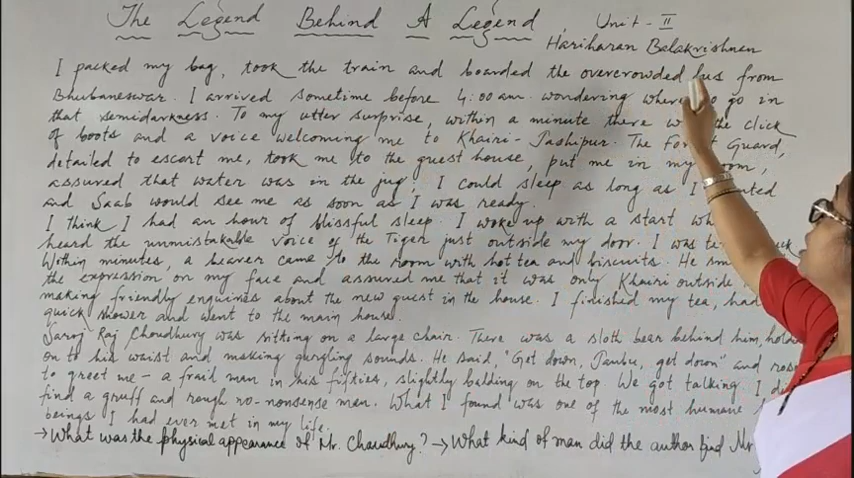 The Legend Behind A Legend Unit - II
Hariharan Balakrishnan
I packed my bag, took the train and boarded the overcrowded bus from
Bhubaneswar. I arrived sometime before 4:00 am wondering where to go in
that semidarkness. To my utter surprise, within a minute there the click
of boots and a voice welcoming me to Khairi-Jashipur. The Guard,
detailed to escort me, took me to the guest house, put me in my
assured that water was in the jug, I could sleep as long as I
and Saab would see me as soon as I was ready.
I think I had an hour of blissful sleep. I woke up with a start
heard the unmistakable voice of the Tiger just outside my door. I was
Within minutes, a bearer came to the room with hot tea and biscuits. He
the expression on my face and assured me that it was only Khairi outside
making friendly enquiries about the new guest in the house. I finished my tea, had
quick shower and went to the main house.
Saroj Raj Choudhury was sitting on a large chair. There was a sloth bear behind him,
on to his waist and making gurgling sounds. He said, "Get down, Jambu, get down" and
to greet me - a frail man in his fifties, slightly balding on the top. We got talking. I
find a gruff and rough no-nonsense man. What I found was one of the most humane
beings I had ever met in my life.
→What was the physical appearance of Mr. Chaudhury? →What kind of man did the author find Mr